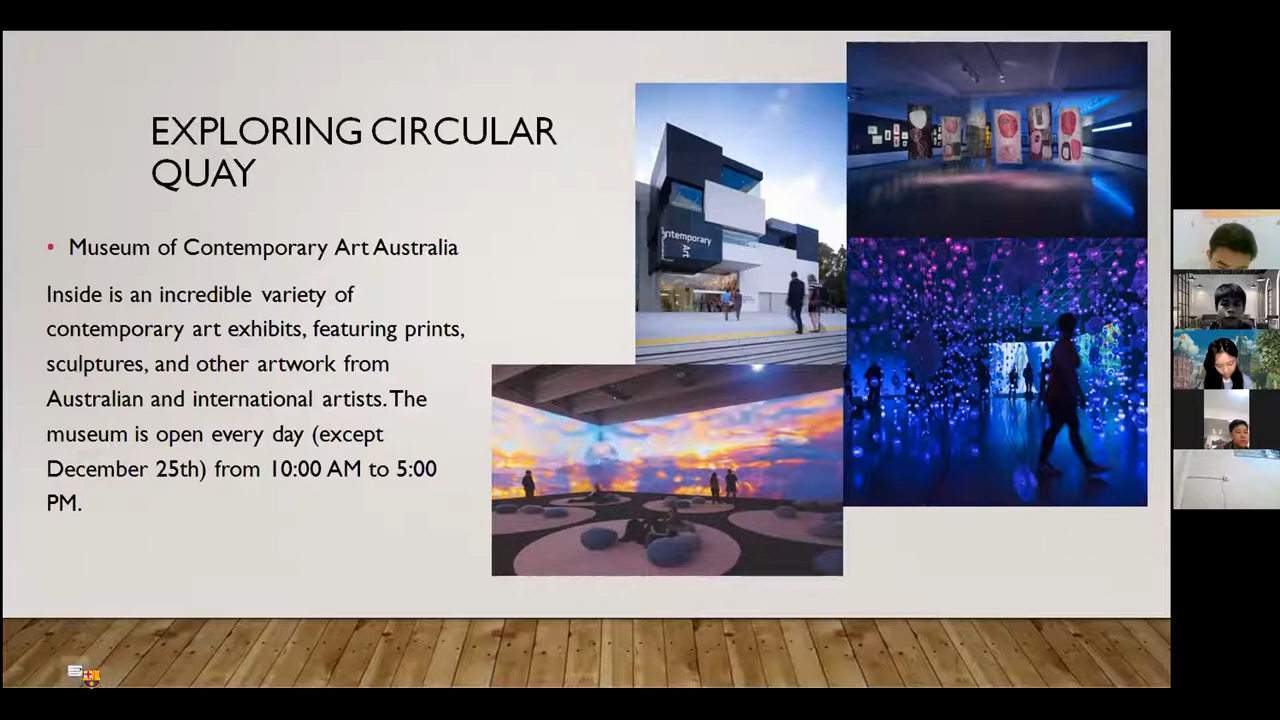 EXPLORING CIRCULAR
QUAY
• Museum of Contemporary Art Australia
Inside is an incredible variety of
contemporary art exhibits, featuring prints,
sculptures, and other artwork from
Australian and international artists. The
museum is open every day (except
December 25th) from 10:00 AM to 5:00
PM.
ntemporary
Art